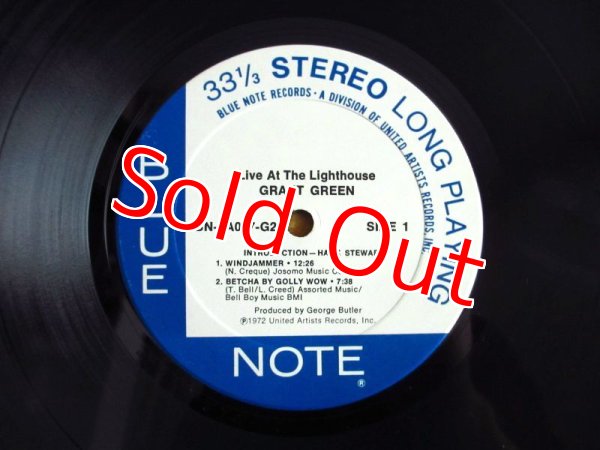 33⅓ STEREO LONG PLAYING
BLUE NOTE RECORDS • A DIVISION OF UNITED ARTISTS RECORDS, Inc.
BLUE
NOTE
®
Live At The Lighthouse
GRANT GREEN
SIDE 1
INTRODUCTION—
1. WINDJAMMER • 12:26
(N. Creque) Josomo Music
2. BETCHA BY GOLLY WOW • 7:38
(T. Bell/L. Creed) Assorted Music/
Bell Boy Music BMI
Produced by George Butler
℗1972 United Artists Records, Inc.
Sold Out